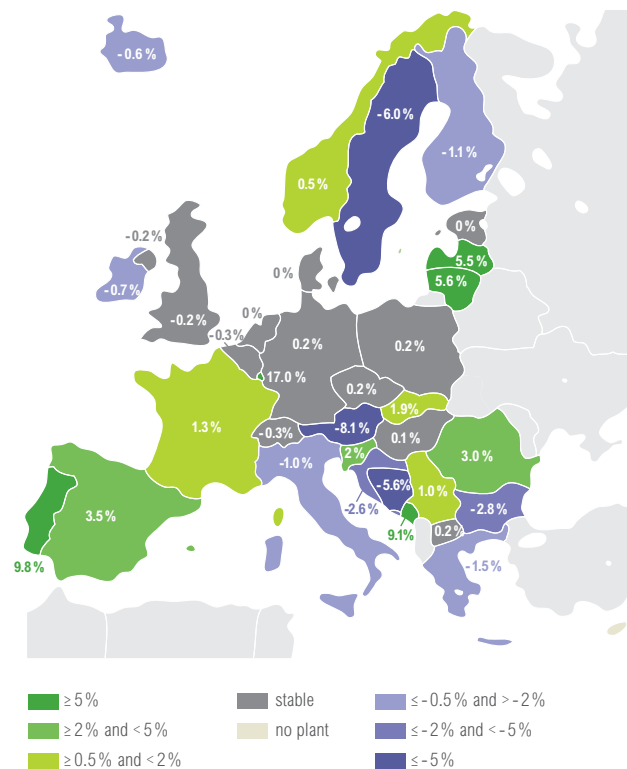 - 0.6 %
- 6.0 %
- 1.1 %
0.5 %
0 %
- 0.2 %
5.5 %
5.6 %
0 %
- 0.7 %
0 %
- 0.2 %
- 0.3 %
0.2 %
0.2 %
17.0 %
0.2 %
1.9%
1.3 %
- 0.3%
-8.1 %
0.1 %
2 %
3.0 %
-1.0 %
-5.6%
1.0 %
3.5 %
-2.6%
-2.8 %
9.1%
0.2%
9.8 %
- 1.5 %
≥ 5 %
≥ 2 % and < 5 %
≥ 0.5 % and < 2 %
stable
no plant
≤ - 0.5 % and > - 2 %
≤ - 2 % and < - 5 %
≤ - 5 %